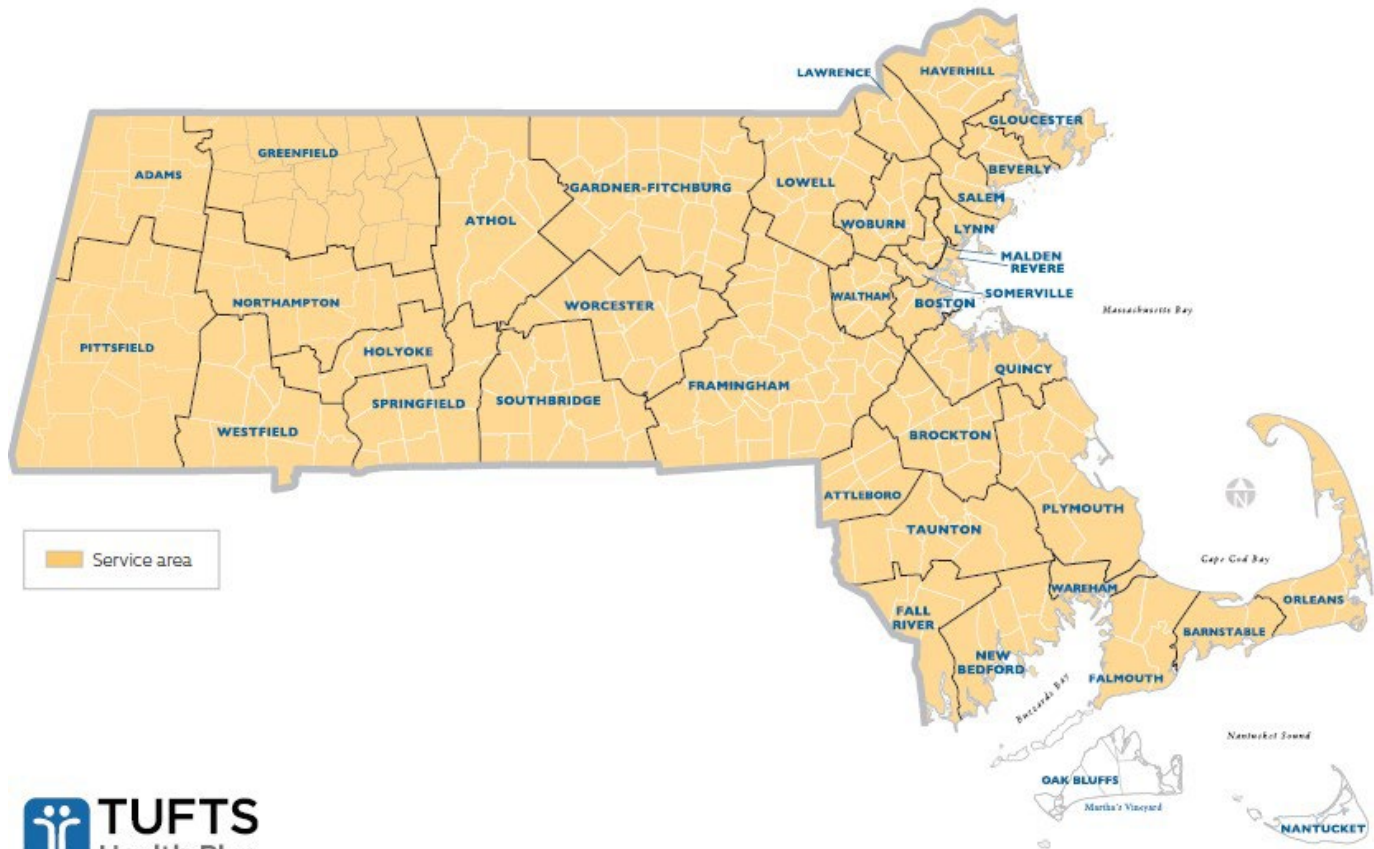 LAWRENCE
HAVERHILL
GLOUCESTER
ADAMS
GREENFIELD
BEVERLY
GARDNER-FITCHBURG
LOWELL
SALEM
ATHOL
WOBURN
LYNN
MALDEN
REVERE
SOMERVILLE
NORTHAMPTON
WORCESTER
WALTHAM
BOSTON
Massachusetts Bay
PITTSFIELD
HOLYOKE
QUINCY
FRAMINGHAM
SPRINGFIELD
SOUTHBRIDGE
WESTFIELD
BROCKTON
ATTLEBORO
N
PLYMOUTH
TAUNTON
Service area
Cape Cod Bay
WAREHAM
ORLEANS
FALL
RIVER
BARNSTABLE
NEW
BEDFORD
FALMOUTH
Buzzards Bay
Nantucket Sound
OAK BLUFFS
Martha's Vineyard
NANTUCKET
TUFTS
Health Plan